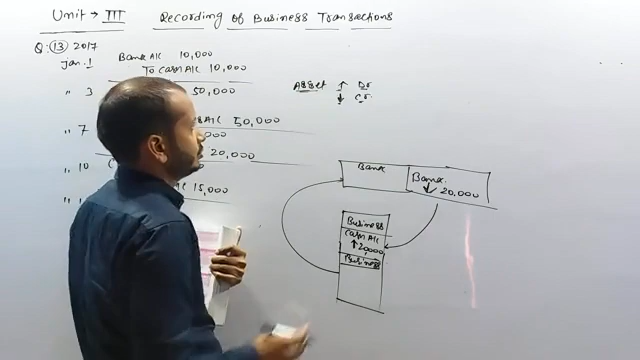 Unit → III Recording of Business Transactions
Q: 13 2017
Jan. 1 Bank A/c 10,000
To Cash A/c 10,000
" 3 50,000
A/c 50,000
" 7
20,000
" 10
15,000
Asset ↑ Dr.
↓ Cr.
Bank
Bank
↓ 20,000
Business
Cash A/c
↑ 20,000
Business